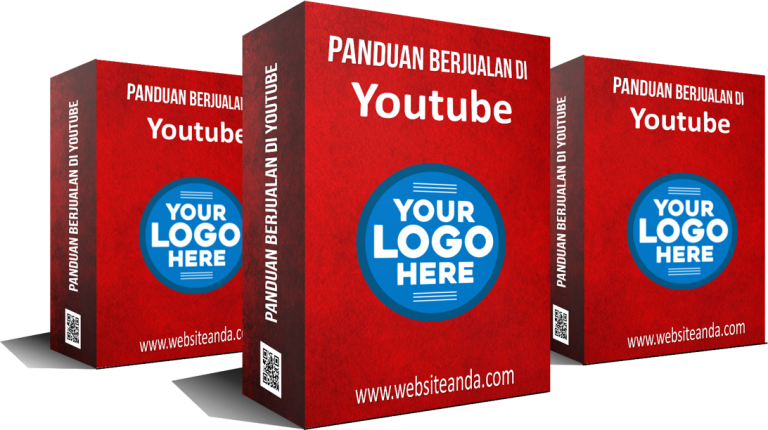 PANDUAN BERJUALAN DI YOUTUBE
PANDUAN BERJUALAN
Youtube
YOUR
LOGO
HERE
www.websiteanda.c
PANDUAN BERJUALAN DI YOUTUBE
PANDUAN BERJUALAN DI
Youtube
YOUR
LOGO
HERE
www.websiteanda.com
PANDUAN BERJUALAN DI YOUTUBE
PANDUAN BERJUALAN DI
Youtube
YOUR
LOGO
HERE
www.websiteanda.com